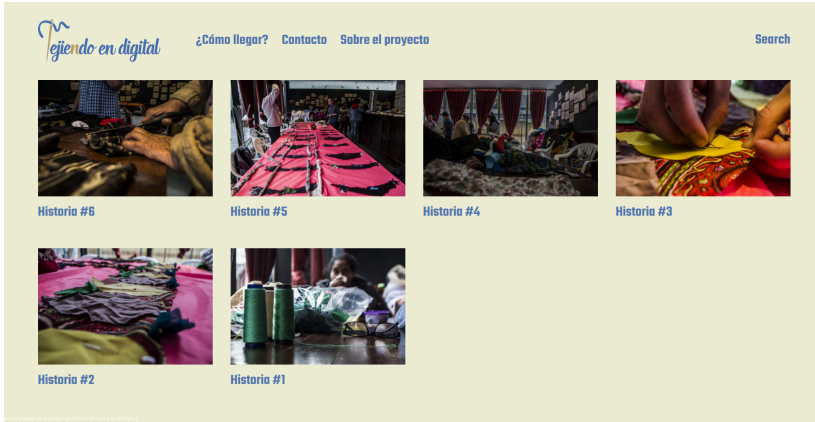 Tejiendo en digital
¿Cómo llegar? Contacto Sobre el proyecto Search
Historia #6 Historia #5 Historia #4 Historia #3
Historia #2 Historia #1